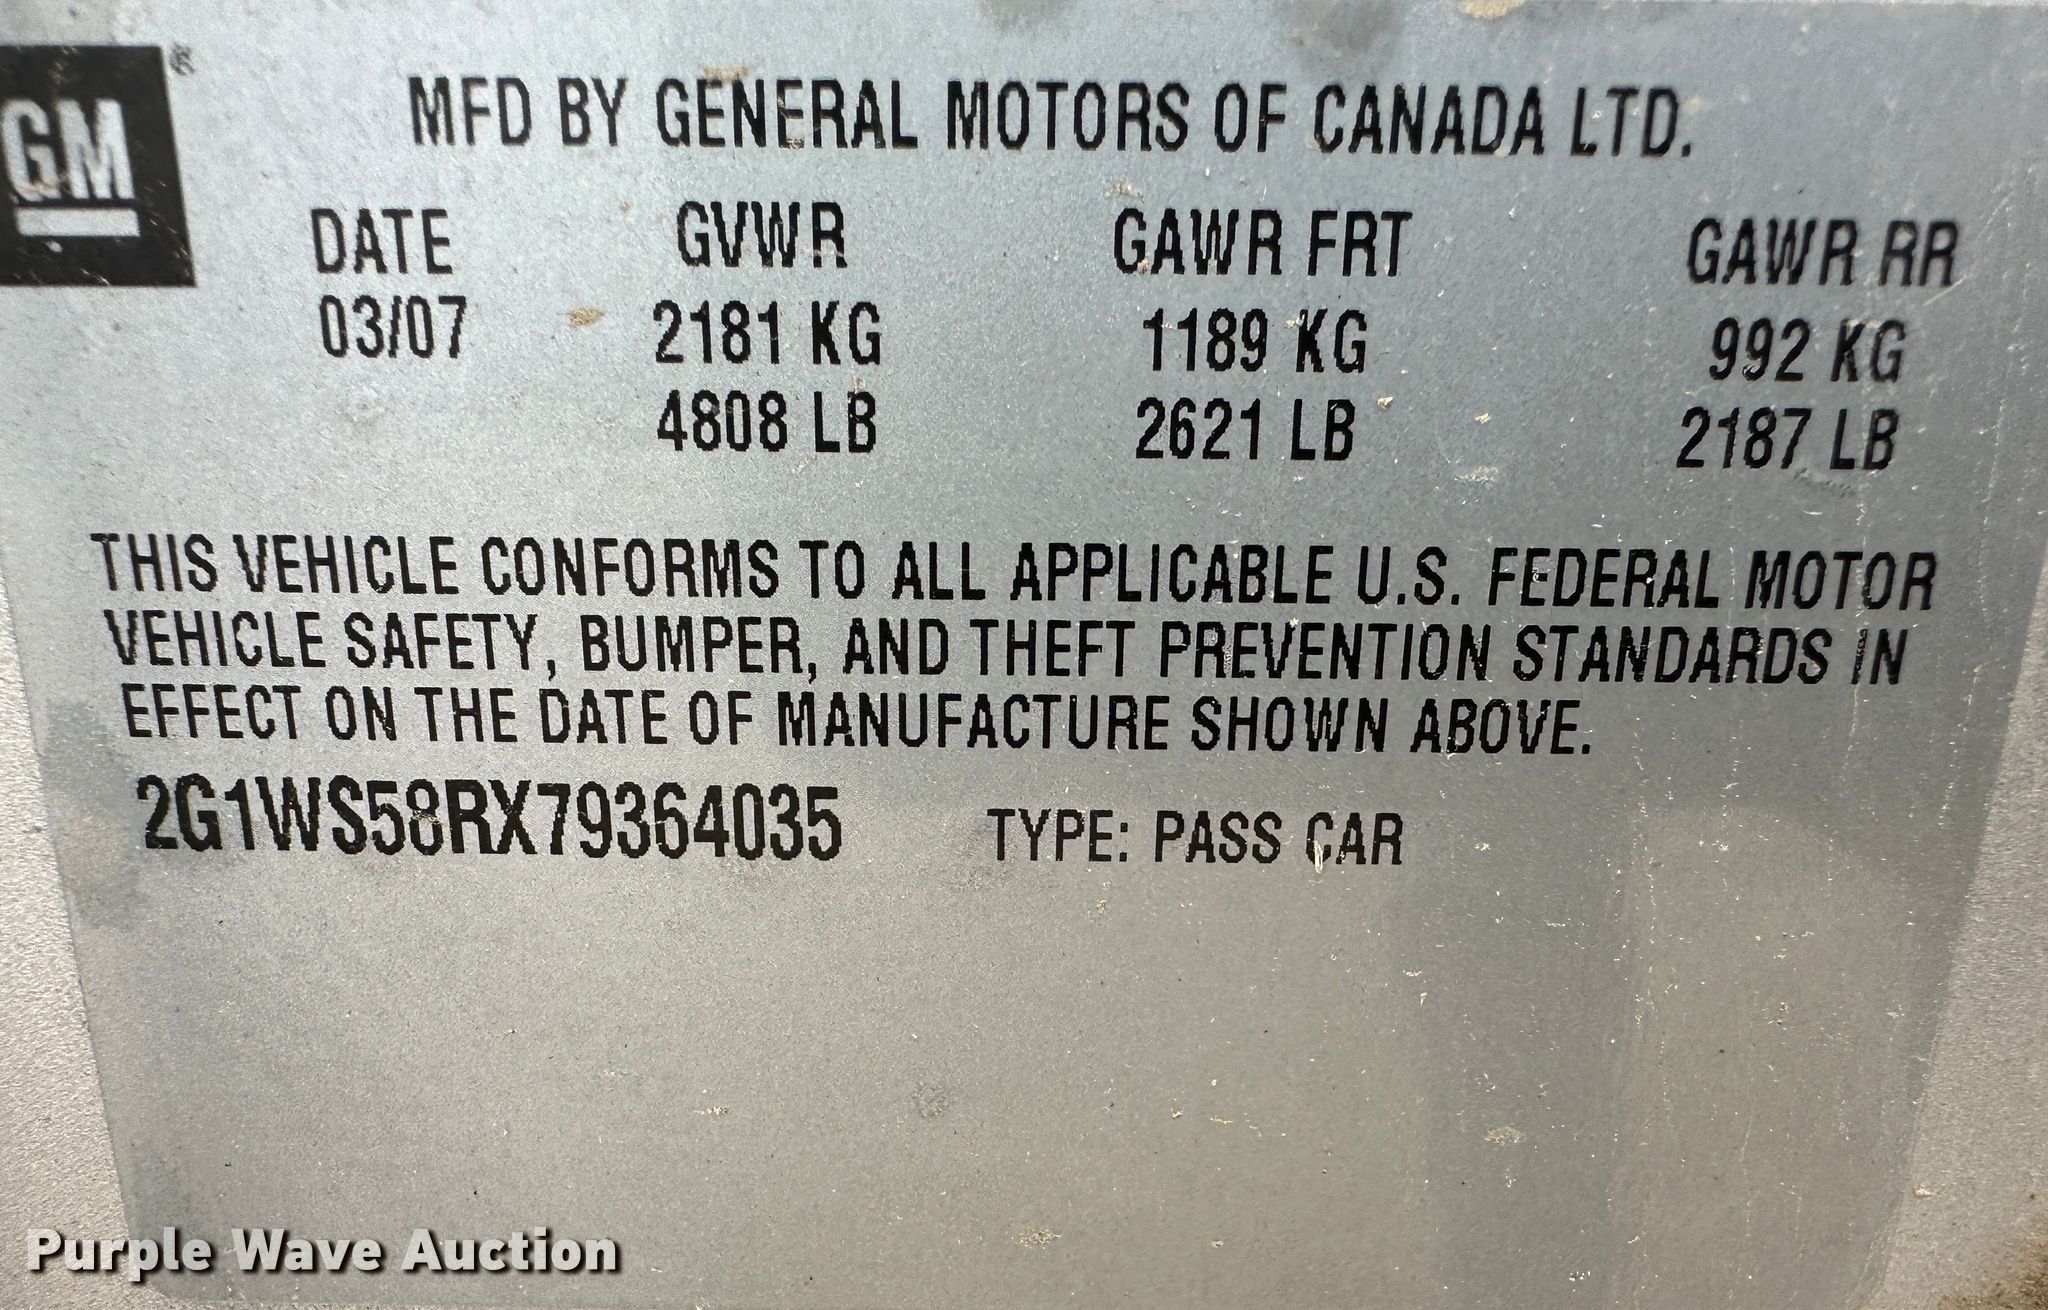 GM®
MFD BY GENERAL MOTORS OF CANADA LTD.
DATE GVWR GAWR FRT GAWR RR
03/07 2181 KG 1189 KG 992 KG
4808 LB 2621 LB 2187 LB
THIS VEHICLE CONFORMS TO ALL APPLICABLE U.S. FEDERAL MOTOR
VEHICLE SAFETY, BUMPER, AND THEFT PREVENTION STANDARDS IN
EFFECT ON THE DATE OF MANUFACTURE SHOWN ABOVE.
2G1WS58RX79364035 TYPE: PASS CAR
Purple Wave Auction